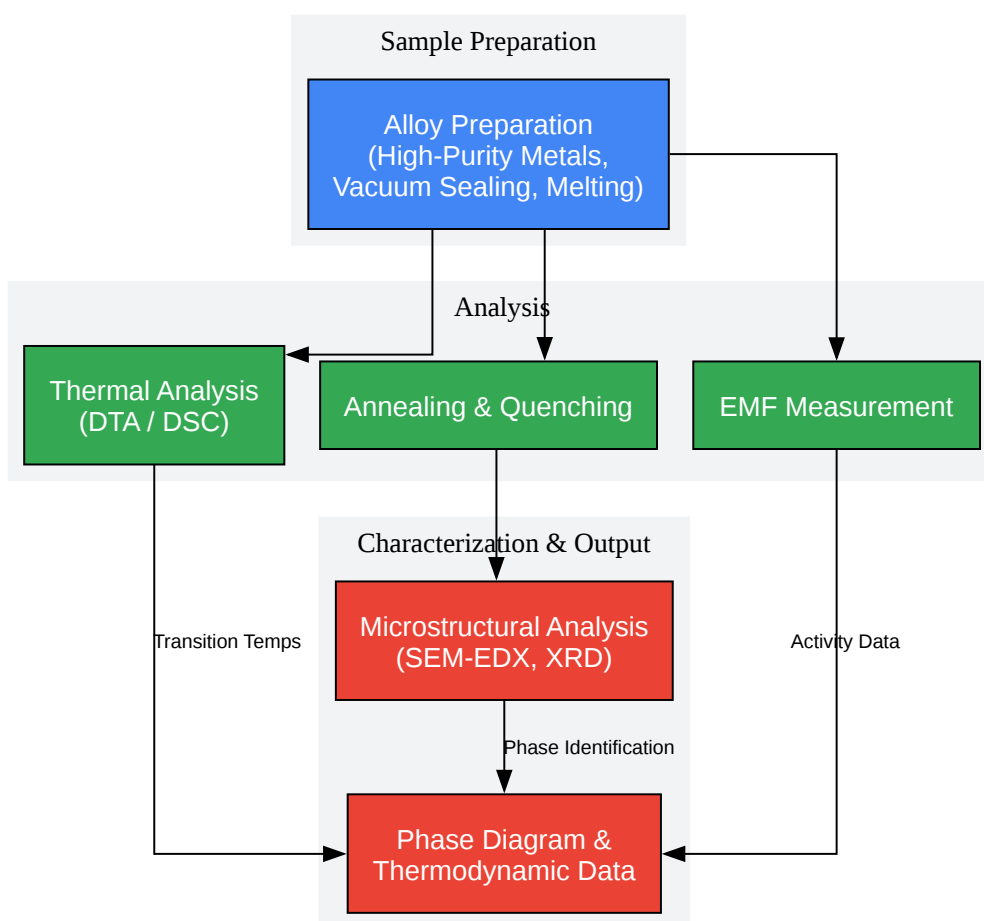 Sample Preparation
Alloy Preparation
(High-Purity Metals,
Vacuum Sealing, Melting)
Analysis
Thermal Analysis
(DTA / DSC)
Annealing & Quenching
EMF Measurement
Characterization & Output
Microstructural Analysis
(SEM-EDX, XRD)
Transition Temps
Activity Data
Phase Identification
Phase Diagram &
Thermodynamic Data